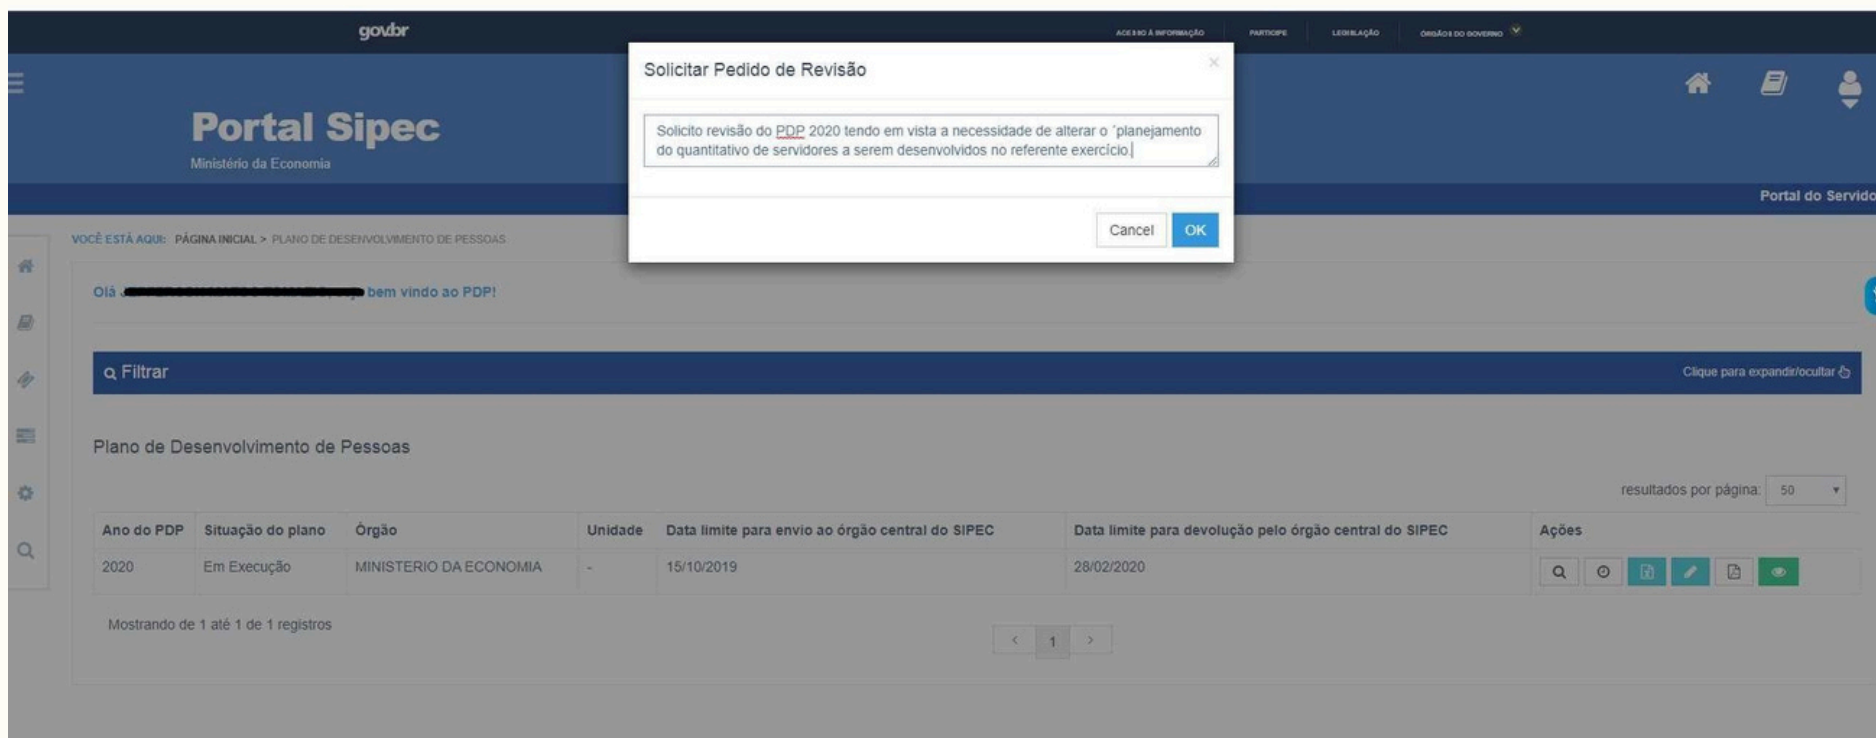 gov.br
ACESSO À INFORMAÇÃO PARTICIPE LEGISLAÇÃO ÓRGÃOS DO GOVERNO
Solicitar Pedido de Revisão ×
Portal Sipec
Ministério da Economia
Solicito revisão do PDP 2020 tendo em vista a necessidade de alterar o ´planejamento
do quantitativo de servidores a serem desenvolvidos no referente exercício.
Portal do Servido
Cancel OK
VOCÊ ESTÁ AQUI: PÁGINA INICIAL > PLANO DE DESENVOLVIMENTO DE PESSOAS
Olá bem vindo ao PDP!
Filtrar Clique para expandir/ocultar
Plano de Desenvolvimento de Pessoas
resultados por página: 50
Ano do PDP Situação do plano Órgão Unidade Data limite para envio ao órgão central do SIPEC Data limite para devolução pelo órgão central do SIPEC Ações
2020 Em Execução MINISTERIO DA ECONOMIA - 15/10/2019 28/02/2020
Mostrando de 1 até 1 de 1 registros
< 1 >